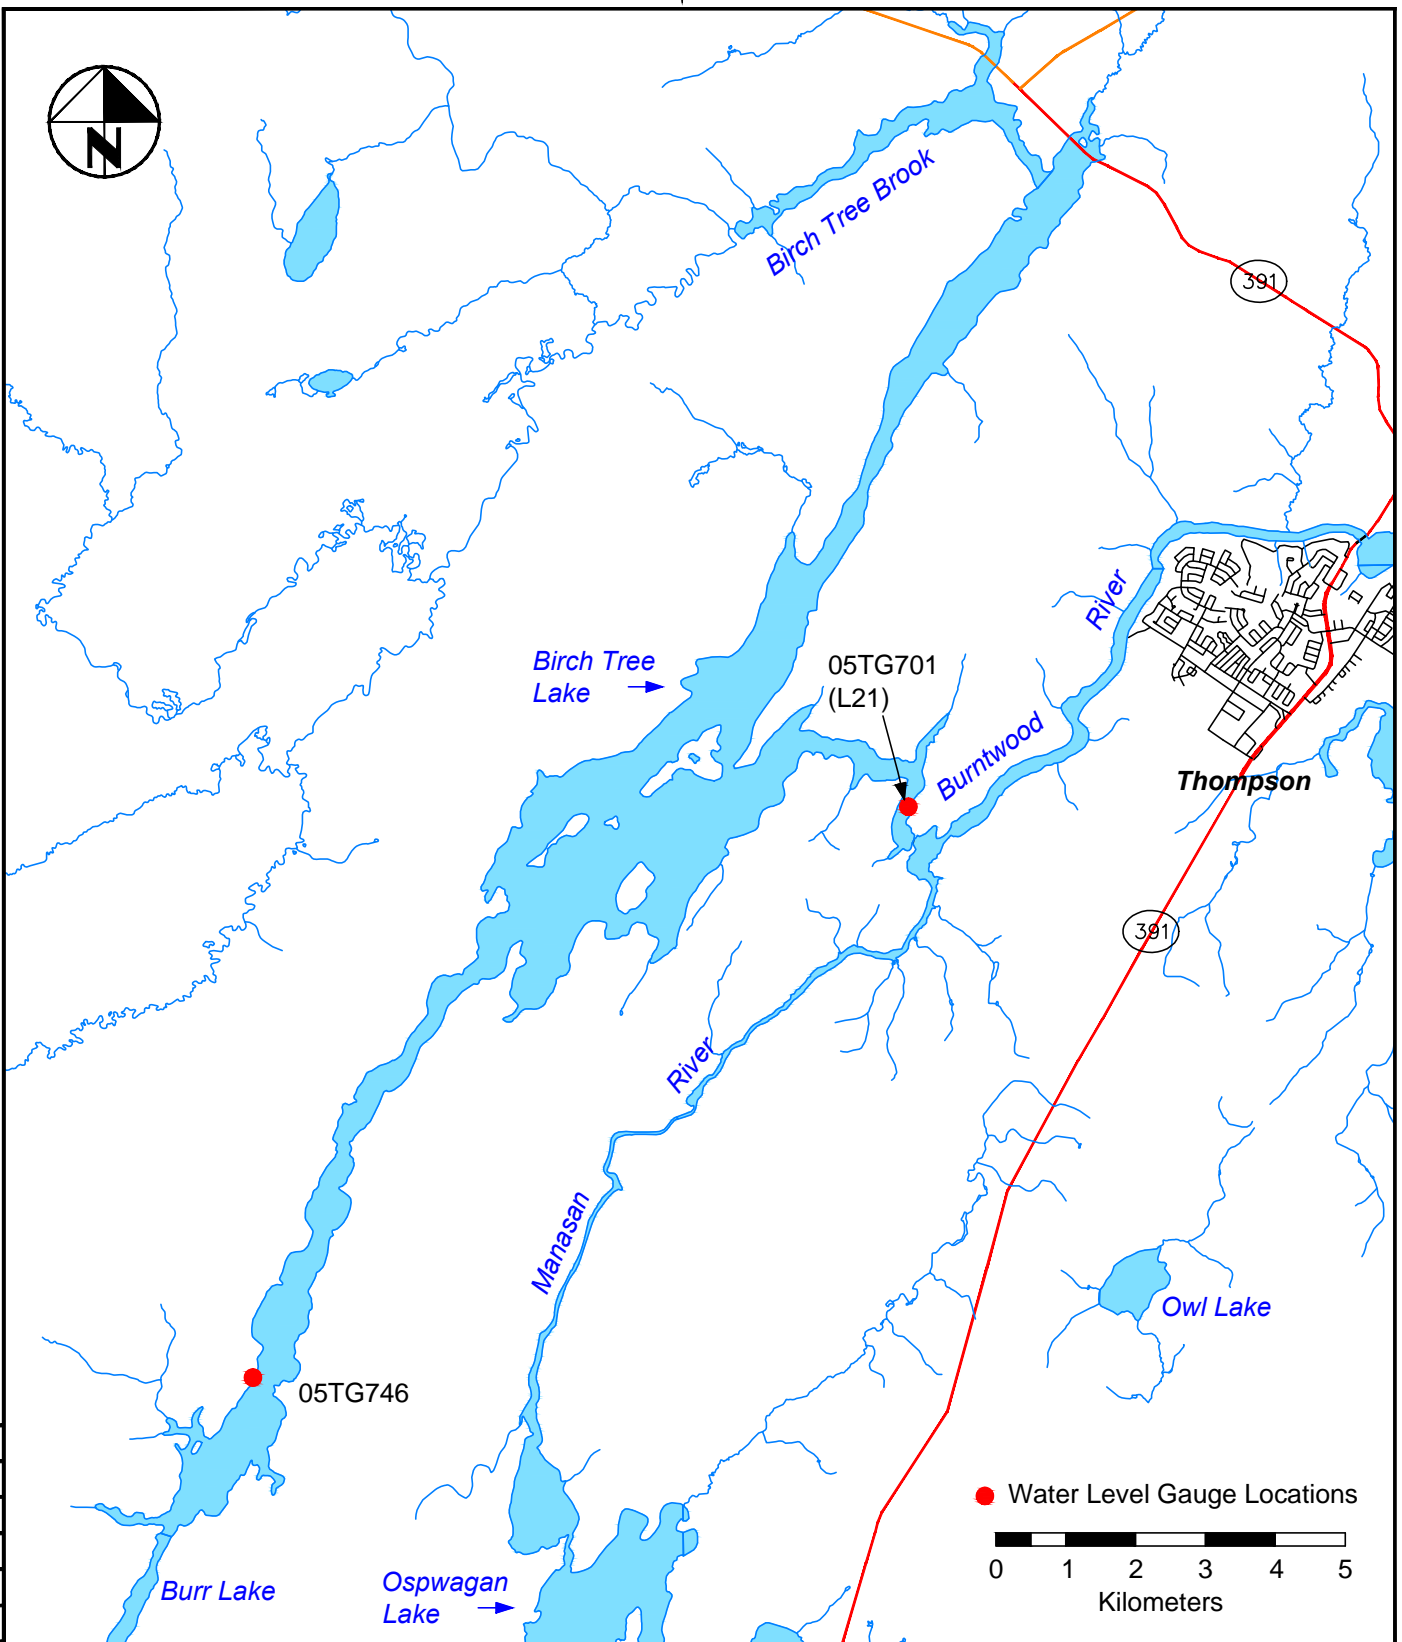 N
Birch Tree Brook
391
River
Birch Tree
Lake
05TG701
(L21)
Burntwood
Thompson
391
River
Manasan
Owl Lake
05TG746
Water Level Gauge Locations
0 1 2 3 4 5
Kilometers
Burr Lake
Ospwagan
Lake